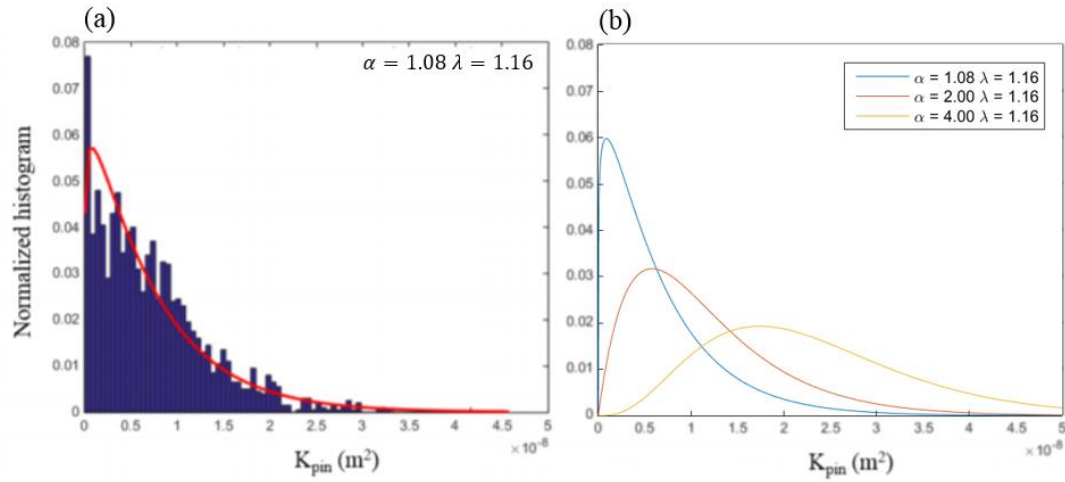 (a)
α = 1.08 λ = 1.16
Normalized histogram
0.08
0.07
0.06
0.05
0.04
0.03
0.02
0.01
0
0 0.5 1 1.5 2 2.5 3 3.5 4 4.5 5
×10⁻⁸
K_pin (m²)
(b)
α = 1.08 λ = 1.16
α = 2.00 λ = 1.16
α = 4.00 λ = 1.16
0.08
0.07
0.06
0.05
0.04
0.03
0.02
0.01
0
0 0.5 1 1.5 2 2.5 3 3.5 4 4.5 5
×10⁻⁸
K_pin (m²)